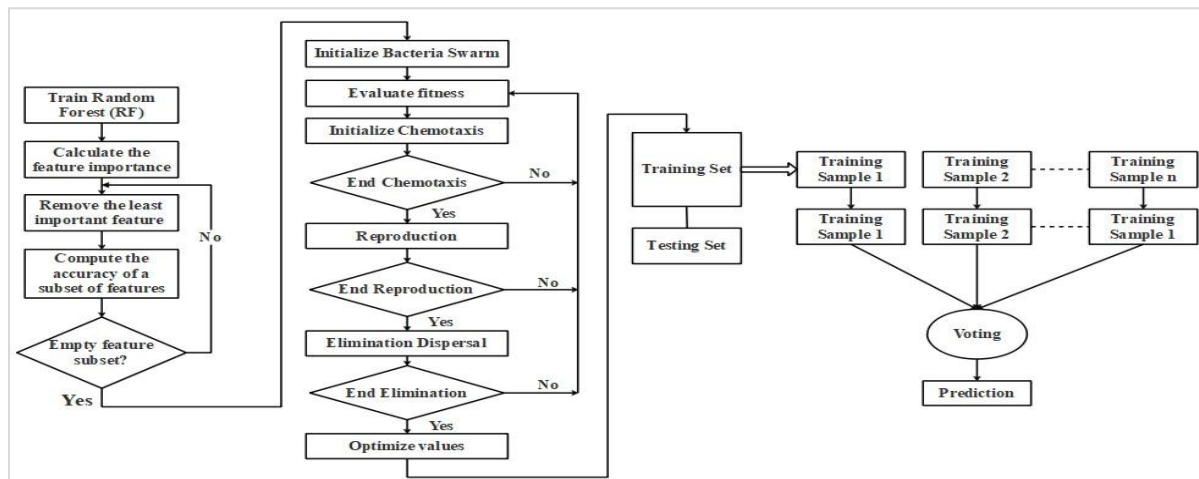 Train Random
Forest (RF)
Calculate the
feature importance
Remove the least
important feature
No
Compute the
accuracy of a
subset of features
Empty feature
subset?
Yes
Initialize Bacteria Swarm
Evaluate fitness
Initialize Chemotaxis
End Chemotaxis
No
Yes
Reproduction
End Reproduction
No
Yes
Elimination Dispersal
End Elimination
No
Yes
Optimize values
Training Set
Testing Set
Training
Sample 1
Training
Sample 2
Training
Sample n
Training
Sample 1
Training
Sample 2
Training
Sample 1
Voting
Prediction